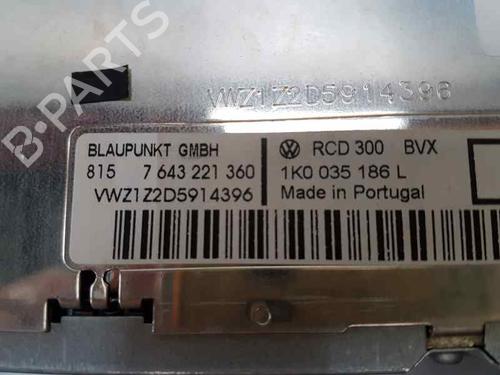 B-PARTS
VWZ1Z2D5914396
BLAUPUNKT GMBH
815 7 643 221 360
VWZ1Z2D5914396
RCD 300 BVX
1K0 035 186 L
Made in Portugal